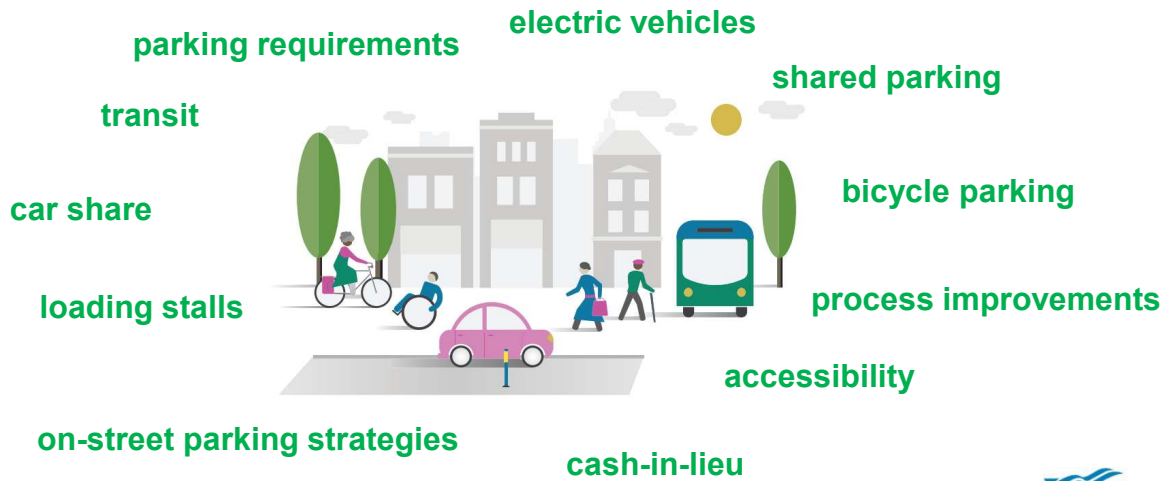 electric vehicles
parking requirements
shared parking
transit
bicycle parking
car share
loading stalls
process improvements
accessibility
on-street parking strategies
cash-in-lieu